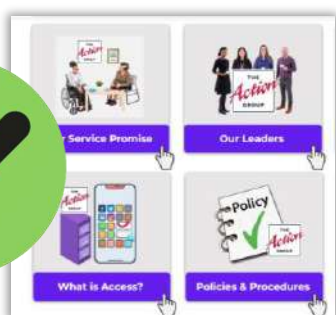 THE
Action
GROUP
Service Promise
THE
Action
GROUP
Our Leaders
THE
Action
GROUP
What is Access?
Policy
THE
Action
GROUP
Policies & Procedures